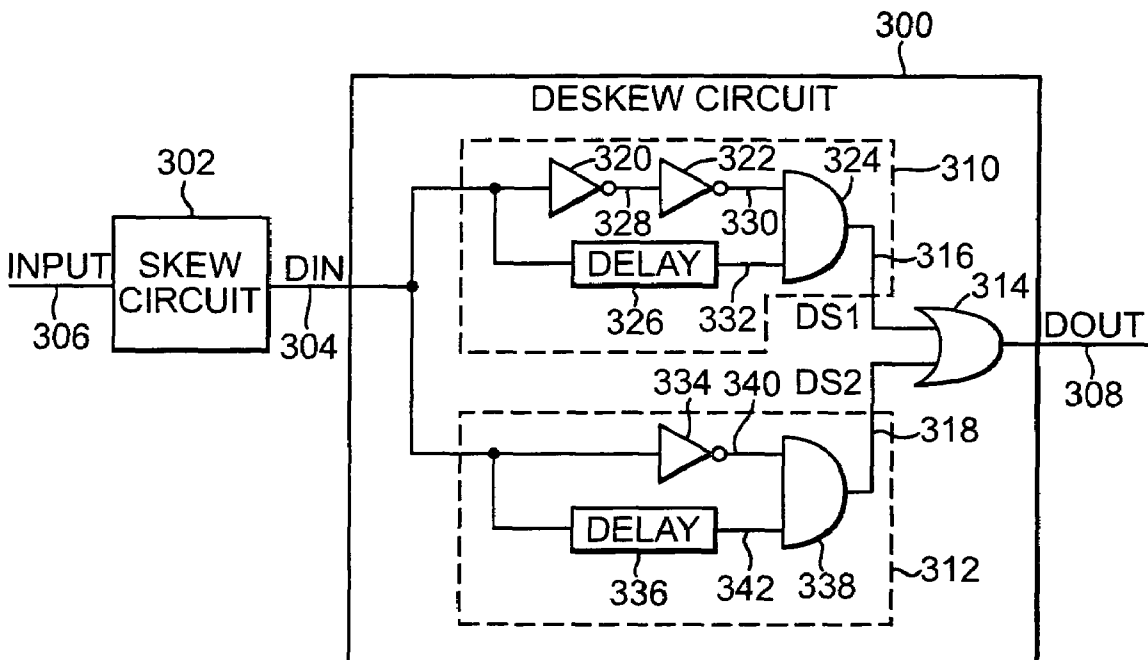 300
DESKEW CIRCUIT
302
320
322
324
310
328
330
INPUT
SKEW
CIRCUIT
DIN
DELAY
316
314
306
304
326
332
DS1
DOUT
334
340
DS2
308
318
DELAY
336
342
338
312